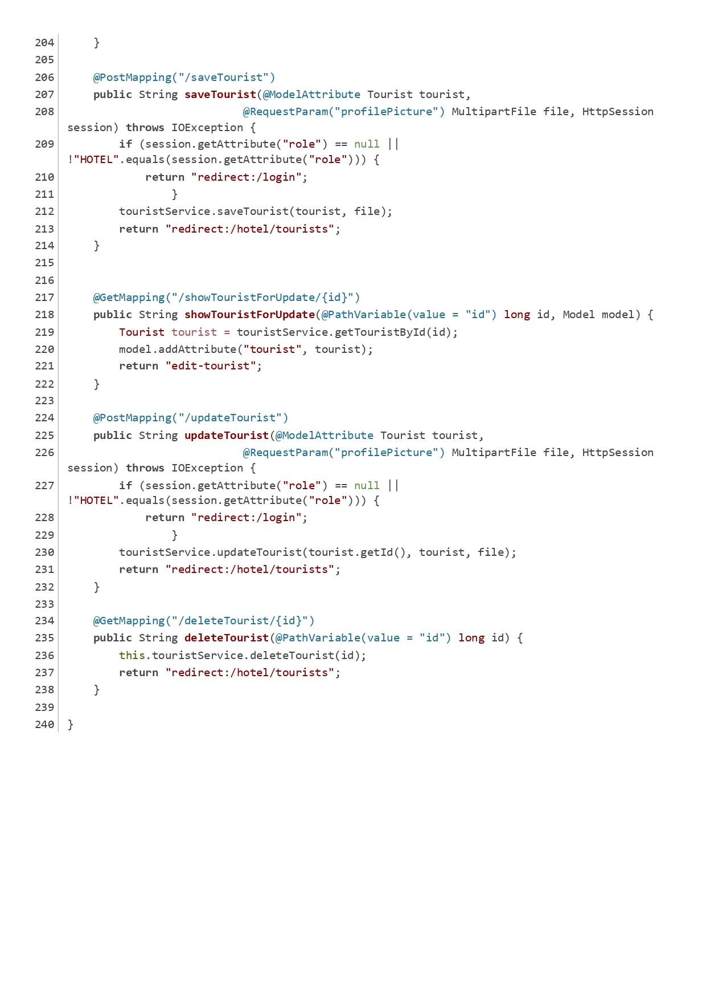 204     }
205
206     @PostMapping("/saveTourist")
207     public String saveTourist(@ModelAttribute Tourist tourist,
208                            @RequestParam("profilePicture") MultipartFile file, HttpSession
session) throws IOException {
209         if (session.getAttribute("role") == null ||
!"HOTEL".equals(session.getAttribute("role"))) {
210             return "redirect:/login";
211                 }
212         touristService.saveTourist(tourist, file);
213         return "redirect:/hotel/tourists";
214     }
215
216
217     @GetMapping("/showTouristForUpdate/{id}")
218     public String showTouristForUpdate(@PathVariable(value = "id") long id, Model model) {
219         Tourist tourist = touristService.getTouristById(id);
220         model.addAttribute("tourist", tourist);
221         return "edit-tourist";
222     }
223
224     @PostMapping("/updateTourist")
225     public String updateTourist(@ModelAttribute Tourist tourist,
226                            @RequestParam("profilePicture") MultipartFile file, HttpSession
session) throws IOException {
227         if (session.getAttribute("role") == null ||
!"HOTEL".equals(session.getAttribute("role"))) {
228             return "redirect:/login";
229                 }
230         touristService.updateTourist(tourist.getId(), tourist, file);
231         return "redirect:/hotel/tourists";
232     }
233
234     @GetMapping("/deleteTourist/{id}")
235     public String deleteTourist(@PathVariable(value = "id") long id) {
236         this.touristService.deleteTourist(id);
237         return "redirect:/hotel/tourists";
238     }
239
240 }